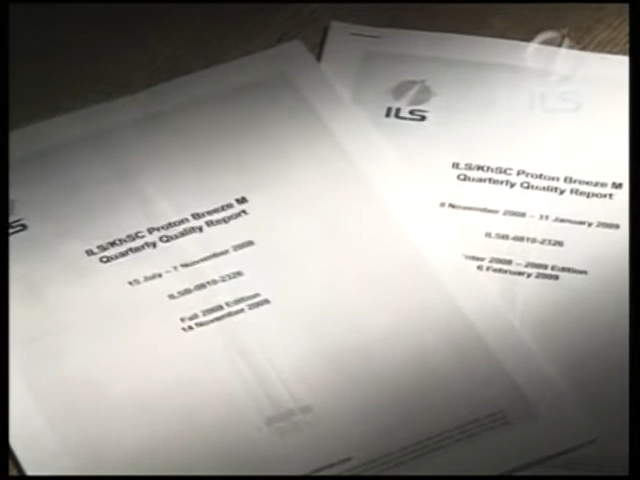 ILS/KhSC Proton Breeze M
Quarterly Quality Report
15 July – 7 November 2008
ILSB-0810-2326
Fall 2008 Edition
14 November 2008
ILS
ILS/KhSC Proton Breeze M
Quarterly Quality Report
8 November 2008 – 31 January 2009
ILSB-0810-2326
2008 – 2009 Edition
6 February 2009
ILS